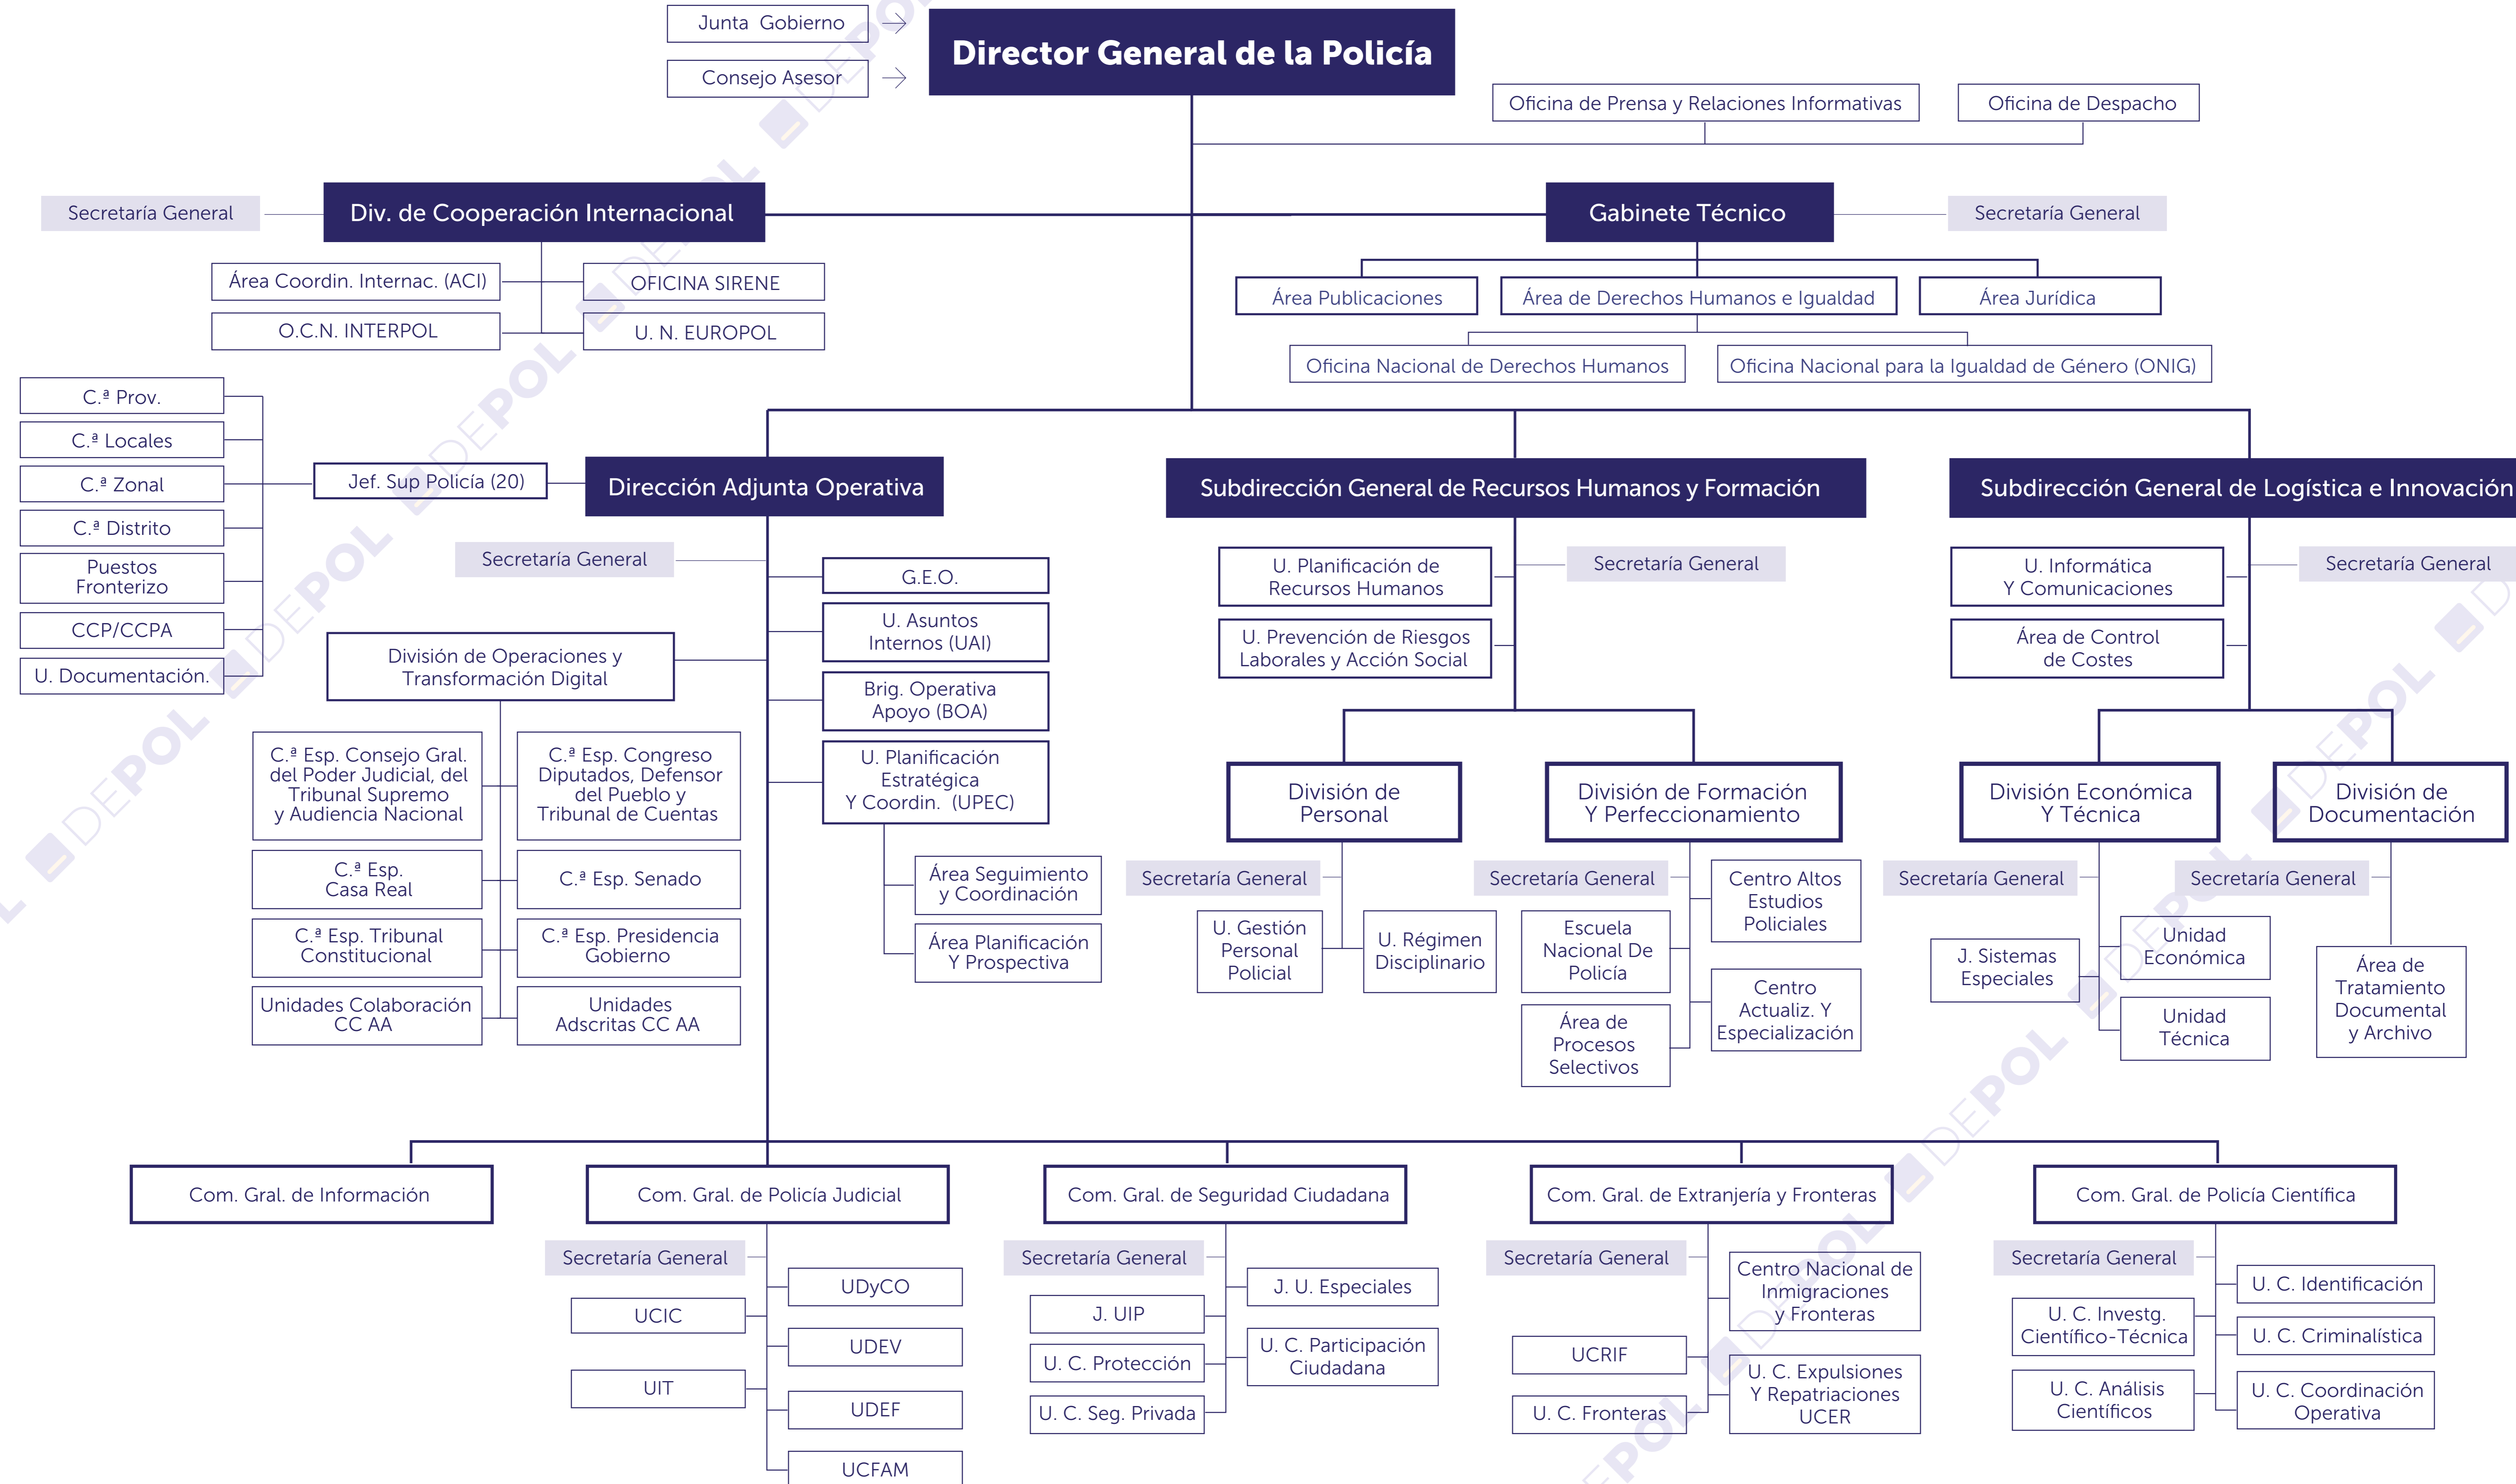 Junta Gobierno
Consejo Asesor
Director General de la Policía
Oficina de Prensa y Relaciones Informativas
Oficina de Despacho
Secretaría General
Div. de Cooperación Internacional
Gabinete Técnico
Secretaría General
Área Coordin. Internac. (ACI)
OFICINA SIRENE
O.C.N. INTERPOL
U. N. EUROPOL
Área Publicaciones
Área de Derechos Humanos e Igualdad
Área Jurídica
Oficina Nacional de Derechos Humanos
Oficina Nacional para la Igualdad de Género (ONIG)
C.ª Prov.
C.ª Locales
C.ª Zonal
C.ª Distrito
Puestos
Fronterizo
CCP/CCPA
U. Documentación.
Jef. Sup Policía (20)
Dirección Adjunta Operativa
Secretaría General
G.E.O.
U. Asuntos
Internos (UAI)
Brig. Operativa
Apoyo (BOA)
U. Planificación
Estratégica
Y Coordin. (UPEC)
Área Seguimiento
y Coordinación
Área Planificación
Y Prospectiva
División de Operaciones y
Transformación Digital
C.ª Esp. Consejo Gral.
del Poder Judicial, del
Tribunal Supremo
y Audiencia Nacional
C.ª Esp. Congreso
Diputados, Defensor
del Pueblo y
Tribunal de Cuentas
C.ª Esp.
Casa Real
C.ª Esp. Senado
C.ª Esp. Tribunal
Constitucional
C.ª Esp. Presidencia
Gobierno
Unidades Colaboración
CC AA
Unidades
Adscritas CC AA
Subdirección General de Recursos Humanos y Formación
U. Planificación de
Recursos Humanos
Secretaría General
U. Prevención de Riesgos
Laborales y Acción Social
División de
Personal
Secretaría General
U. Gestión
Personal
Policial
U. Régimen
Disciplinario
División de Formación
Y Perfeccionamiento
Secretaría General
Centro Altos
Estudios
Policiales
Escuela
Nacional De
Policía
Centro
Actualiz. Y
Especialización
Área de
Procesos
Selectivos
Subdirección General de Logística e Innovación
U. Informática
Y Comunicaciones
Secretaría General
Área de Control
de Costes
División Económica
Y Técnica
Secretaría General
J. Sistemas
Especiales
Unidad
Económica
Unidad
Técnica
División de
Documentación
Secretaría General
Área de
Tratamiento
Documental
y Archivo
Com. Gral. de Información
Com. Gral. de Policía Judicial
Secretaría General
UDyCO
UCIC
UDEV
UIT
UDEF
UCFAM
Com. Gral. de Seguridad Ciudadana
Secretaría General
J. U. Especiales
J. UIP
U. C. Participación
Ciudadana
U. C. Protección
U. C. Seg. Privada
Com. Gral. de Extranjería y Fronteras
Secretaría General
Centro Nacional de
Inmigraciones
y Fronteras
UCRIF
U. C. Expulsiones
Y Repatriaciones
UCER
U. C. Fronteras
Com. Gral. de Policía Científica
Secretaría General
U. C. Identificación
U. C. Investg.
Científico-Técnica
U. C. Criminalística
U. C. Análisis
Científicos
U. C. Coordinación
Operativa
DEPOL
DEPOL
DEPOL
DEPOL
DEPOL
DEPOL
DEPOL
DEPOL
DEPOL
DEPOL